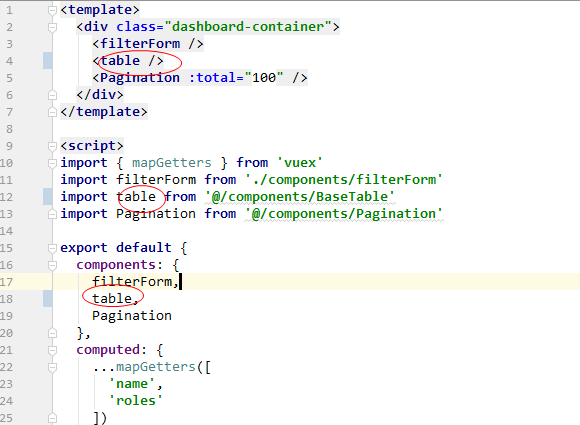 1 <template>
2 <div class="dashboard-container">
3 <filterForm />
4 <table />
5 <Pagination :total="100" />
6 </div>
7 </template>
8
9 <script>
10 import { mapGetters } from 'vuex'
11 import filterForm from './components/filterForm'
12 import table from '@/components/BaseTable'
13 import Pagination from '@/components/Pagination'
14
15 export default {
16 components: {
17 filterForm,
18 table,
19 Pagination
20 },
21 computed: {
22 ...mapGetters([
23 'name',
24 'roles'
25 ])